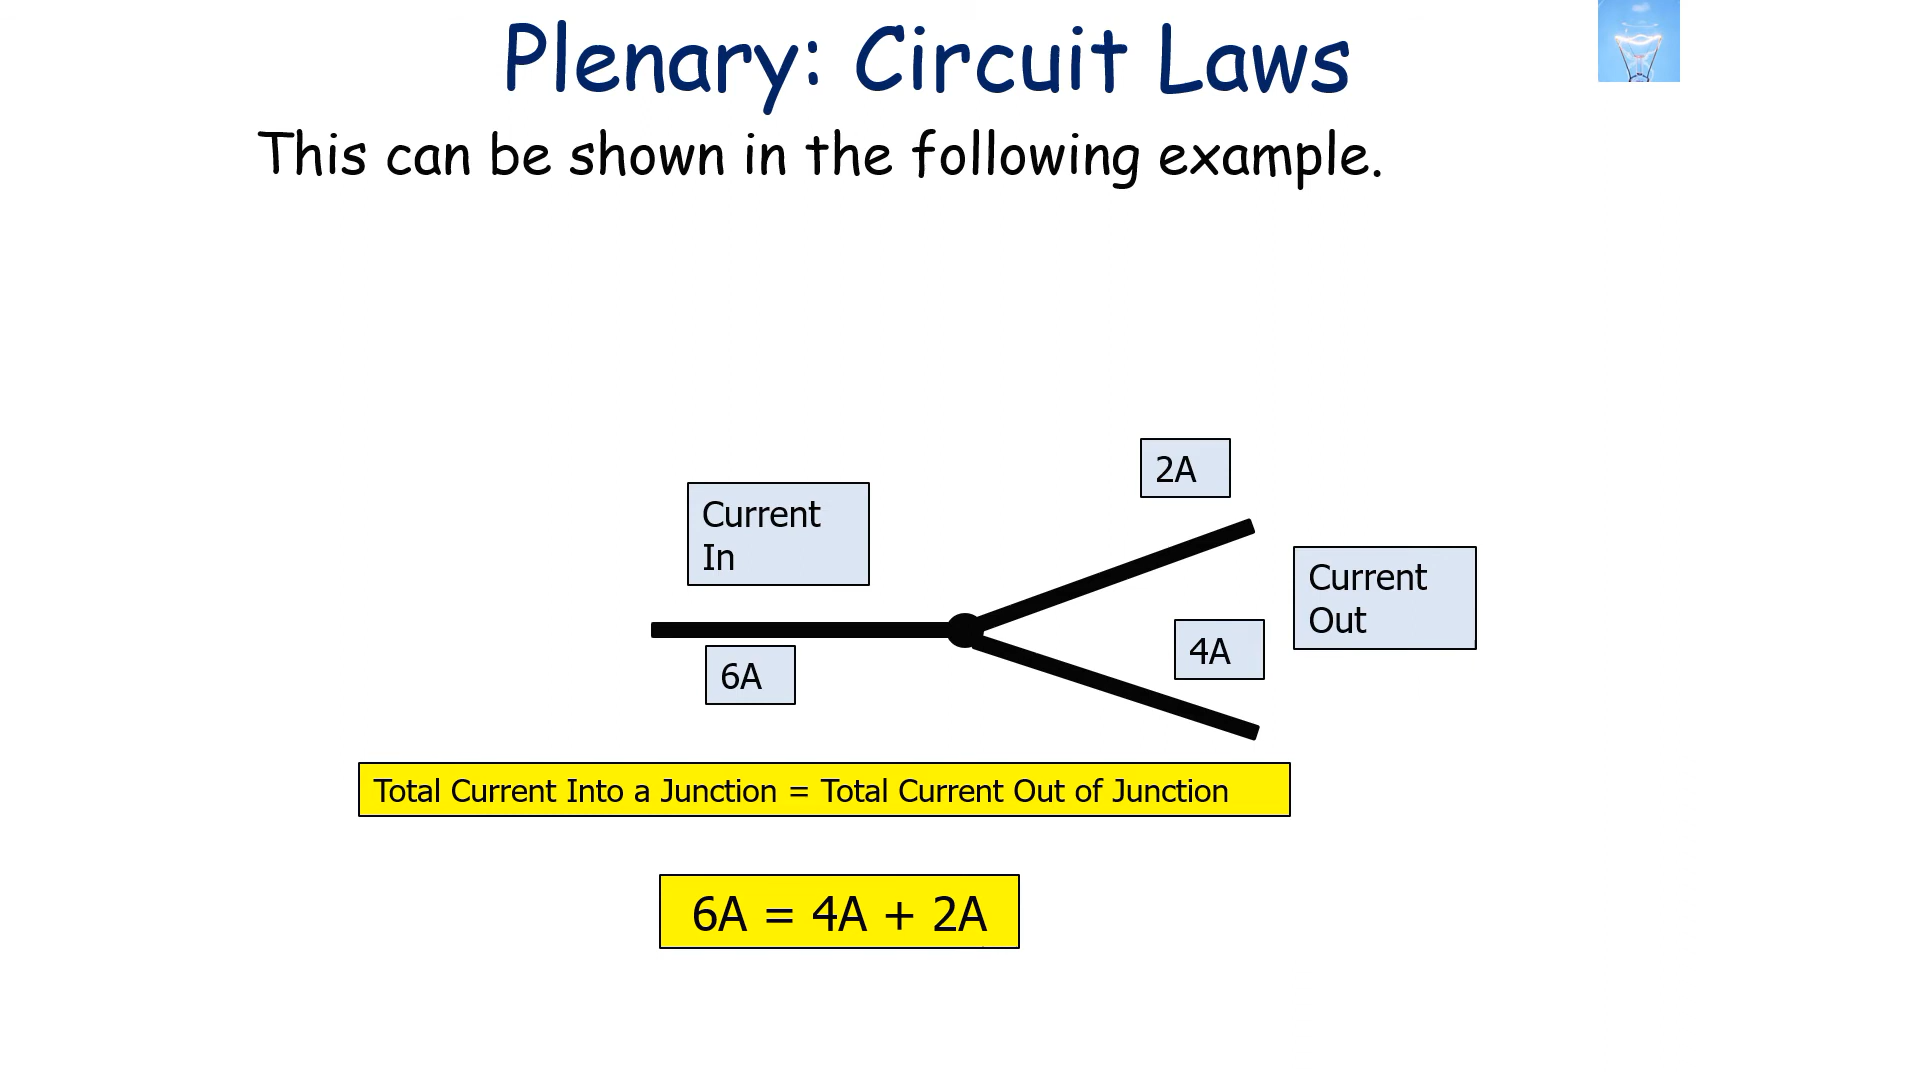 Plenary: Circuit Laws
This can be shown in the following example.
2A
Current
In
Current
Out
4A
6A
Total Current Into a Junction = Total Current Out of Junction
6A = 4A + 2A